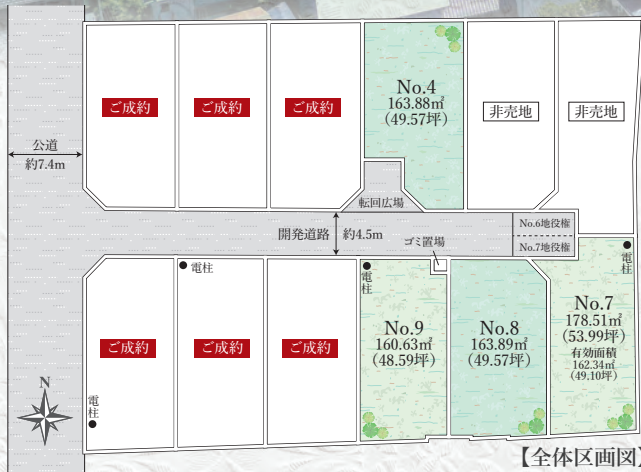 ご成約
ご成約
ご成約
No.4
163.88㎡
(49.57坪)
非売地
非売地
公道
約7.4m
転回広場
開発道路
約4.5m
ゴミ置場
No.6地役権
No.7地役権
電柱
電柱
電柱
電柱
ご成約
ご成約
ご成約
No.9
160.63㎡
(48.59坪)
No.8
163.89㎡
(49.57坪)
No.7
178.51㎡
(53.99坪)
有効面積
162.34㎡
(49.10坪)
N
【全体区画図】